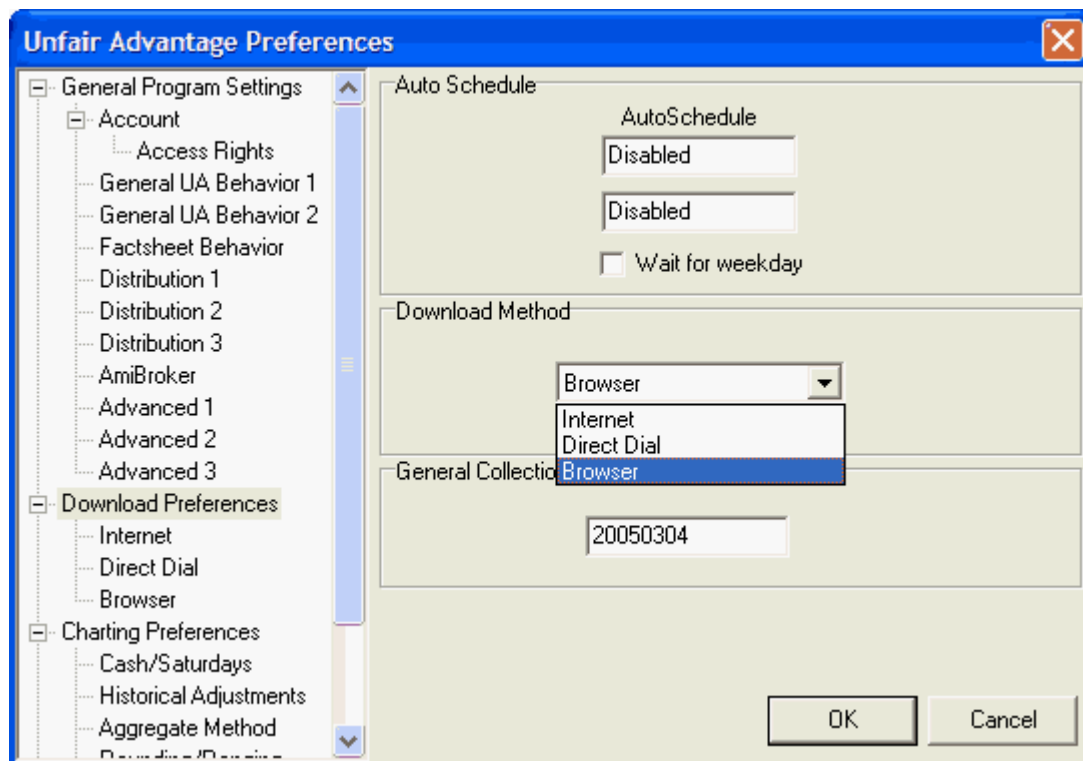 Unfair Advantage Preferences
General Program Settings
Account
Access Rights
General UA Behavior 1
General UA Behavior 2
Factsheet Behavior
Distribution 1
Distribution 2
Distribution 3
AmiBroker
Advanced 1
Advanced 2
Advanced 3
Download Preferences
Internet
Direct Dial
Browser
Charting Preferences
Cash/Saturdays
Historical Adjustments
Aggregate Method
Auto Schedule
AutoSchedule
Disabled
Disabled
Wait for weekday
Download Method
Browser
Internet
Direct Dial
Browser
General Collectio
20050304
OK
Cancel